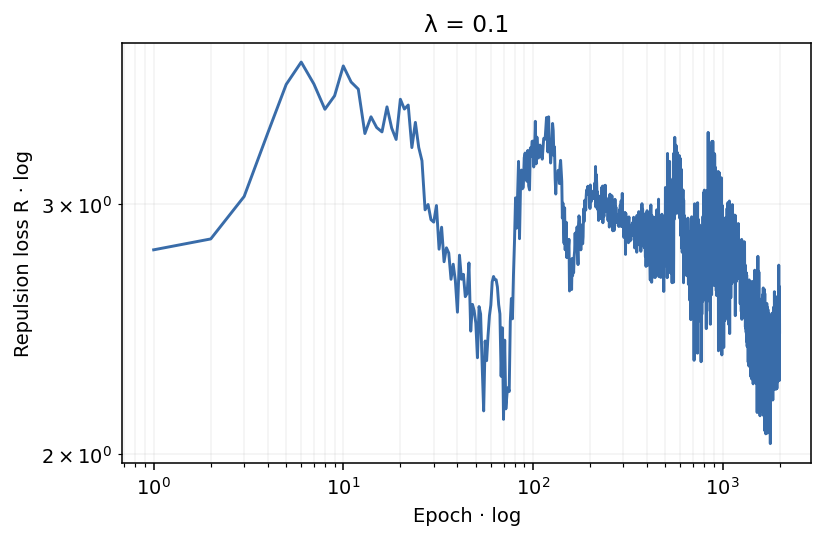 λ = 0.1
Repulsion loss R · log
3 × 10⁰
2 × 10⁰
10⁰ 10¹ 10² 10³
Epoch · log